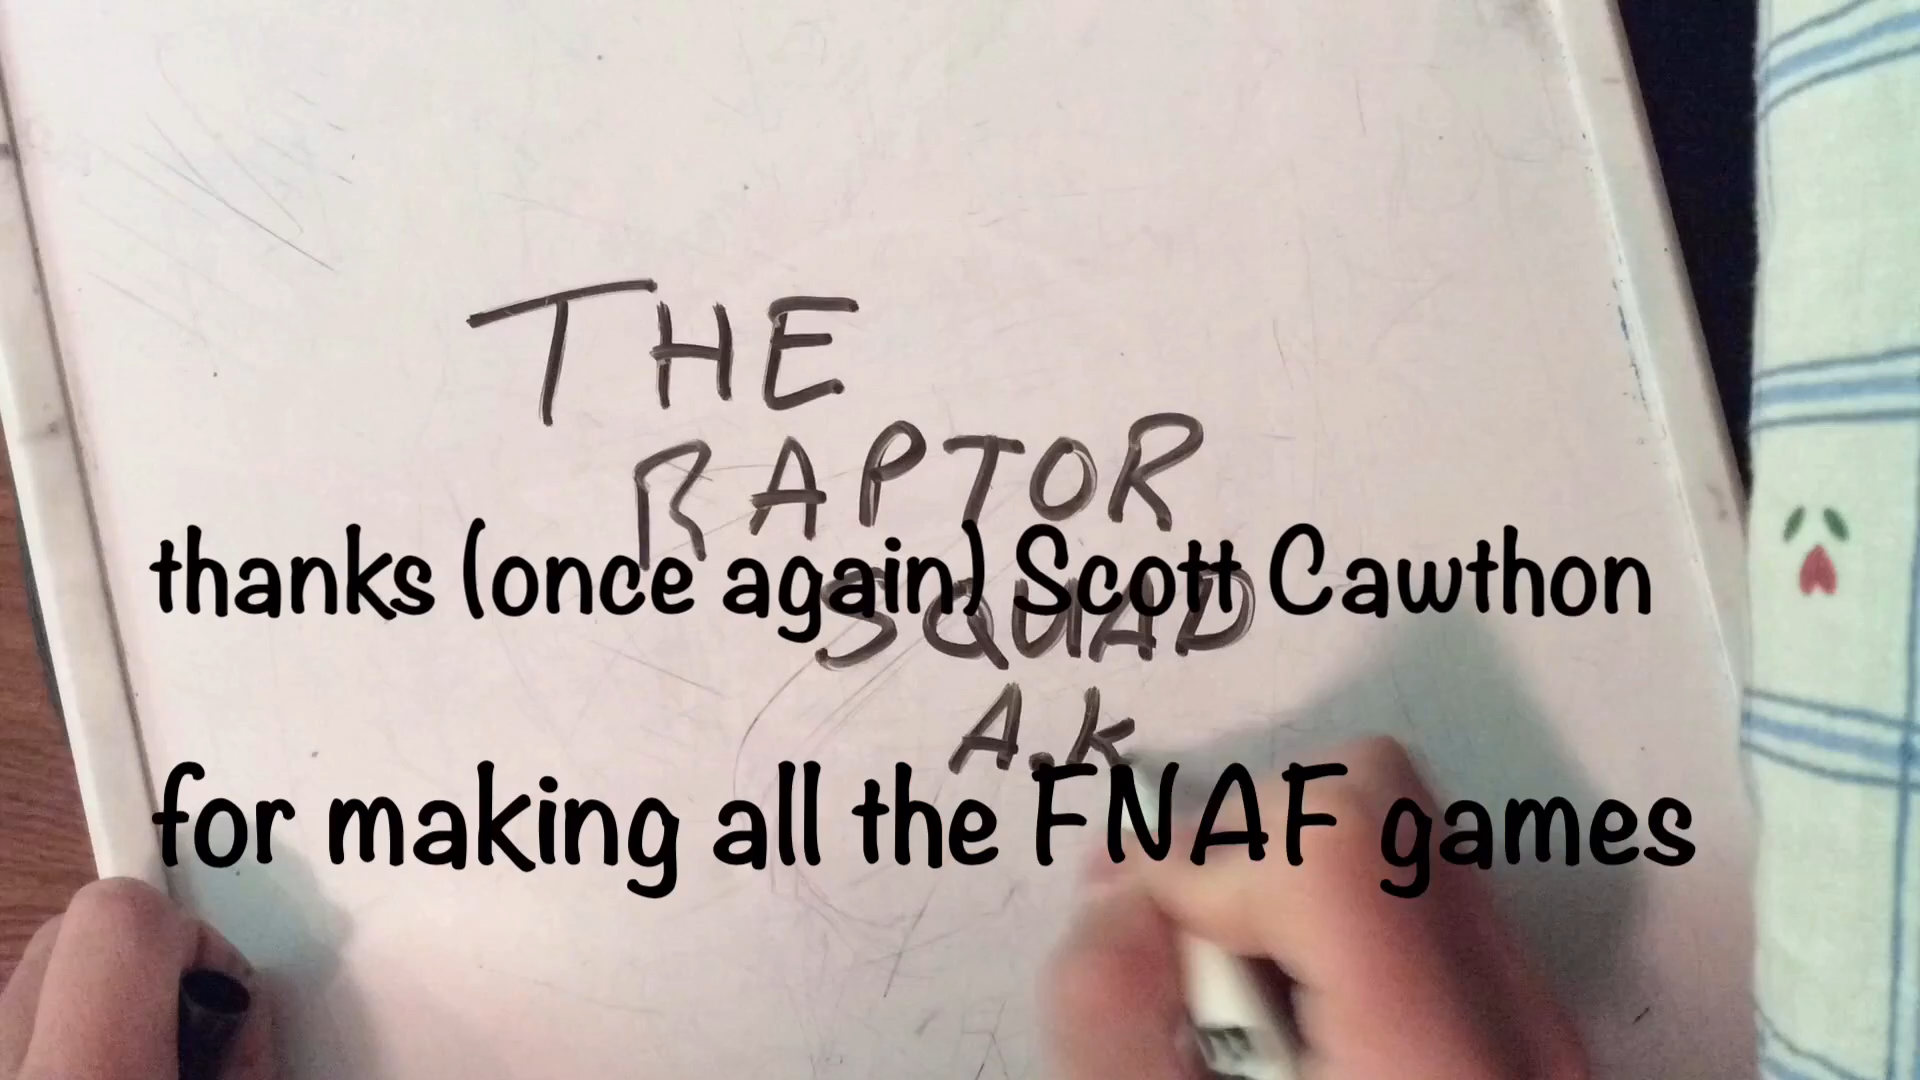 THE
RAPTOR
thanks (once again) Scott Cawthon
SQUAD
A.K
for making all the FNAF games